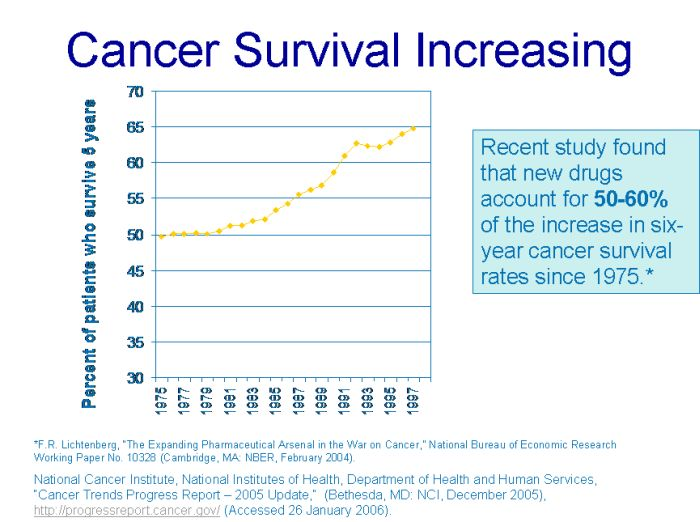 Cancer Survival Increasing
Percent of patients who survive 5 years
70
65
60
55
50
45
40
35
30
1975
1977
1979
1981
1983
1985
1987
1989
1991
1993
1995
1997
Recent study found
that new drugs
account for 50-60%
of the increase in six-
year cancer survival
rates since 1975.*
*F.R. Lichtenberg, "The Expanding Pharmaceutical Arsenal in the War on Cancer," National Bureau of Economic Research
Working Paper No. 10328 (Cambridge, MA: NBER, February 2004).
National Cancer Institute, National Institutes of Health, Department of Health and Human Services,
"Cancer Trends Progress Report – 2005 Update," (Bethesda, MD: NCI, December 2005),
http://progressreport.cancer.gov/ (Accessed 26 January 2006).